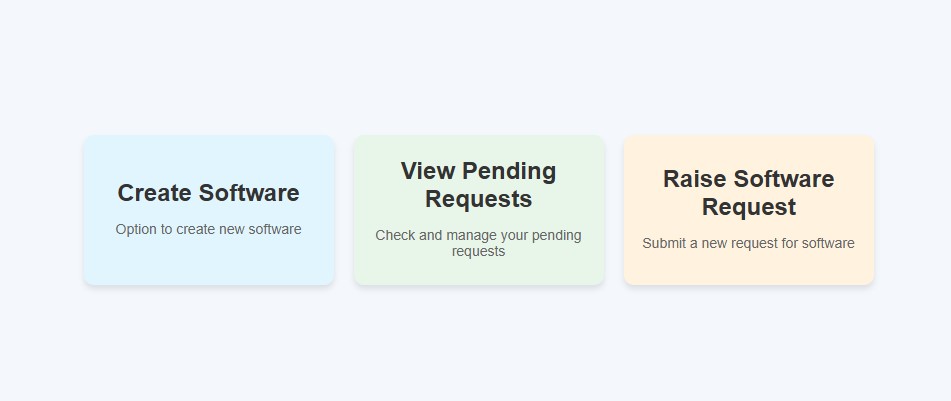 Create Software
Option to create new software
View Pending
Requests
Check and manage your pending
requests
Raise Software
Request
Submit a new request for software